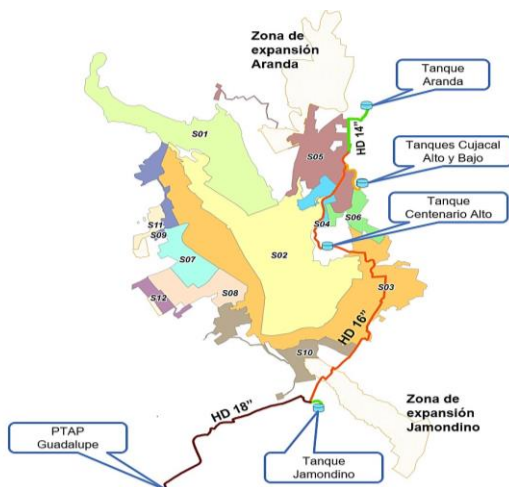 Zona de
expansión
Aranda
Tanque
Aranda
HD 14"
S01
S05
Tanques Cujacal
Alto y Bajo
S04
S06
Tanque
Centenario Alto
S11
S09
S07
S02
S12
S08
S03
HD 16"
S10
HD 18"
Zona de
expansión
Jamondino
PTAP
Guadalupe
Tanque
Jamondino